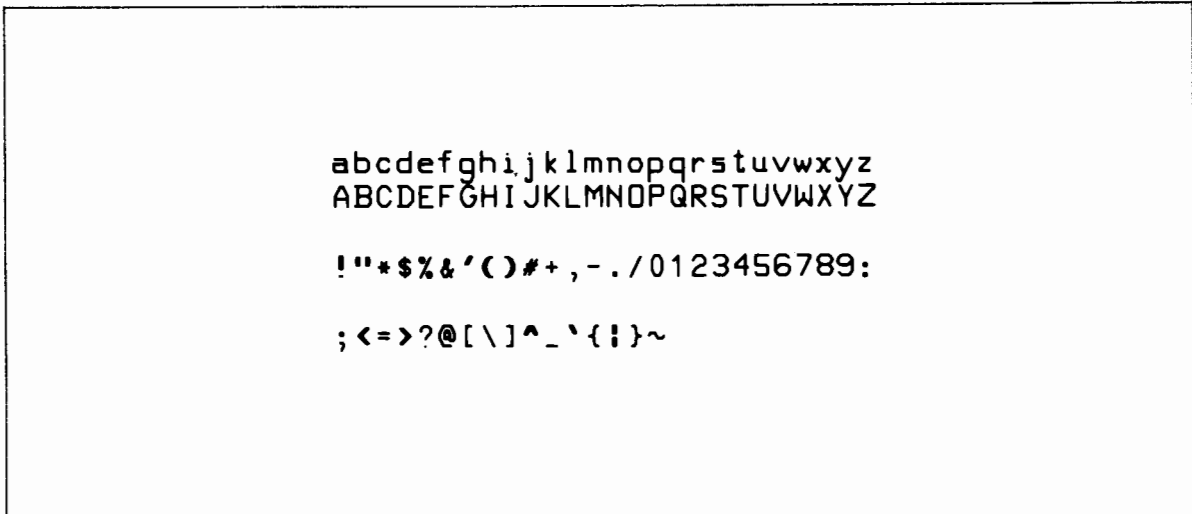 abcdefghijklmnopqrstuvwxyz
ABCDEFGHIJKLMNOPQRSTUVWXYZ
!"*$%&'()#+,-./0123456789:
;<=>?@[\]^_`{¦}~